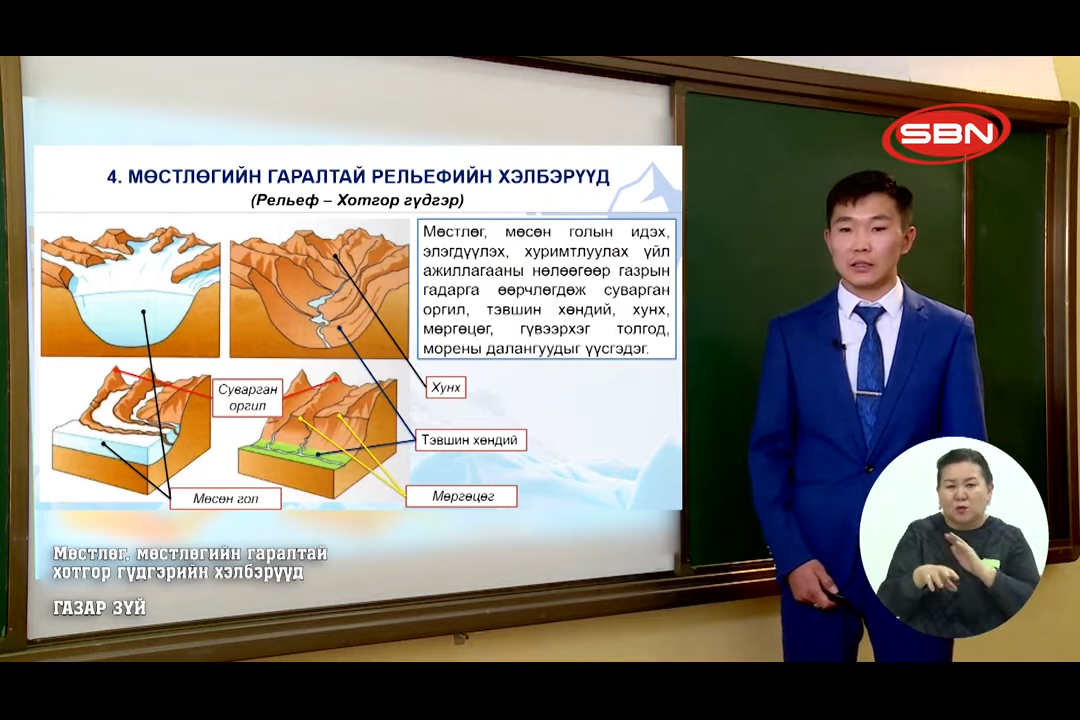 SBN
4. МӨСТЛӨГИЙН ГАРАЛТАЙ РЕЛЬЕФИЙН ХЭЛБЭРҮҮД
(Рельеф – Хотгор гүдгэр)
Мөстлөг, мөсөн голын идэх,
элэгдүүлэх, хуримтлуулах үйл
ажиллагааны нөлөөгөөр газрын
гадарга өөрчлөгдөж суварган
оргил, тэвшин хөндий, хунх,
мөргөцөг, гүвээрхэг толгод,
морены далангуудыг үүсгэдэг.
Суварган
оргил
Хунх
Тэвшин хөндий
Мөсөн гол
Мөргөцөг
Мөстлөг, мөстлөгийн гаралтай
хотгор гүдгэрийн хэлбэрүүд
ГАЗАР ЗҮЙ